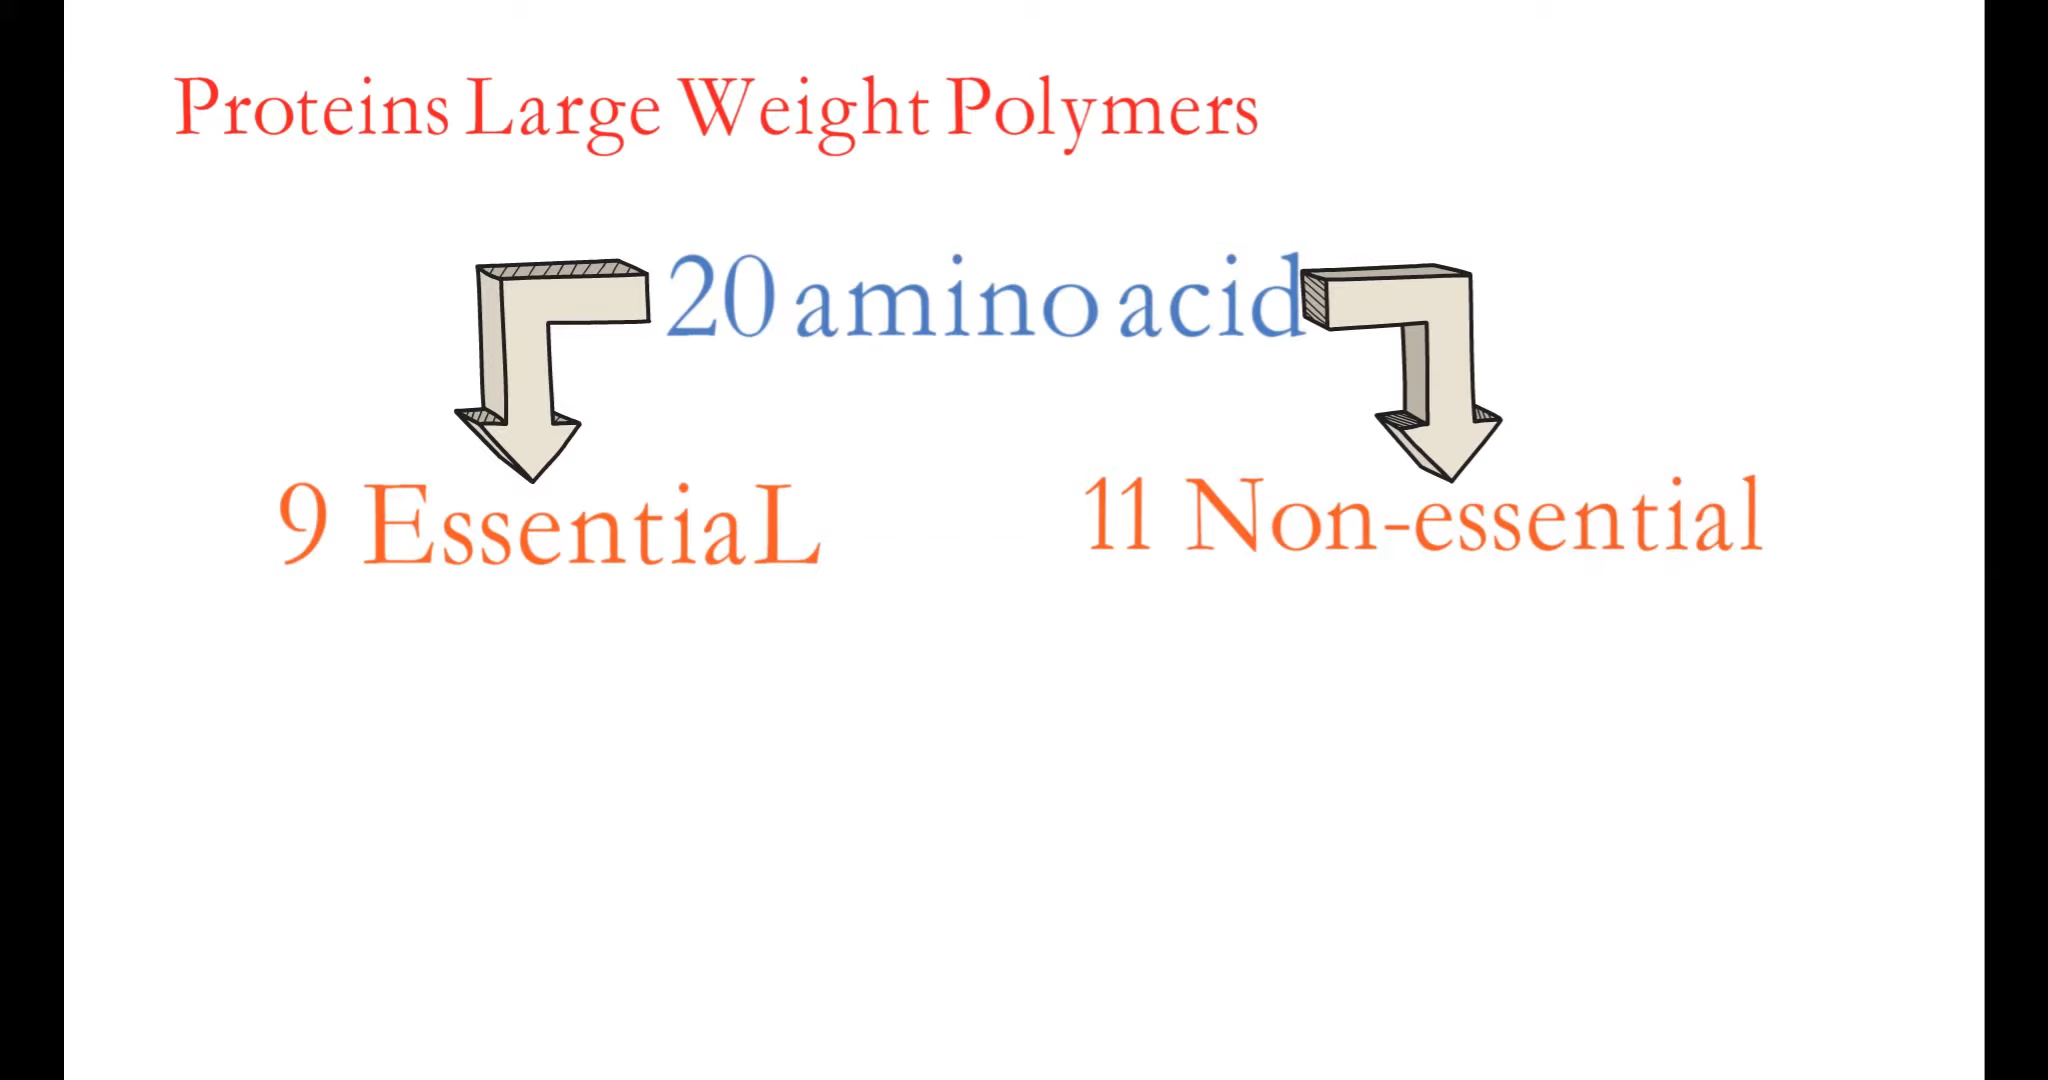 Proteins Large Weight Polymers
20 amino acid
9 EssentiaL
11 Non-essential